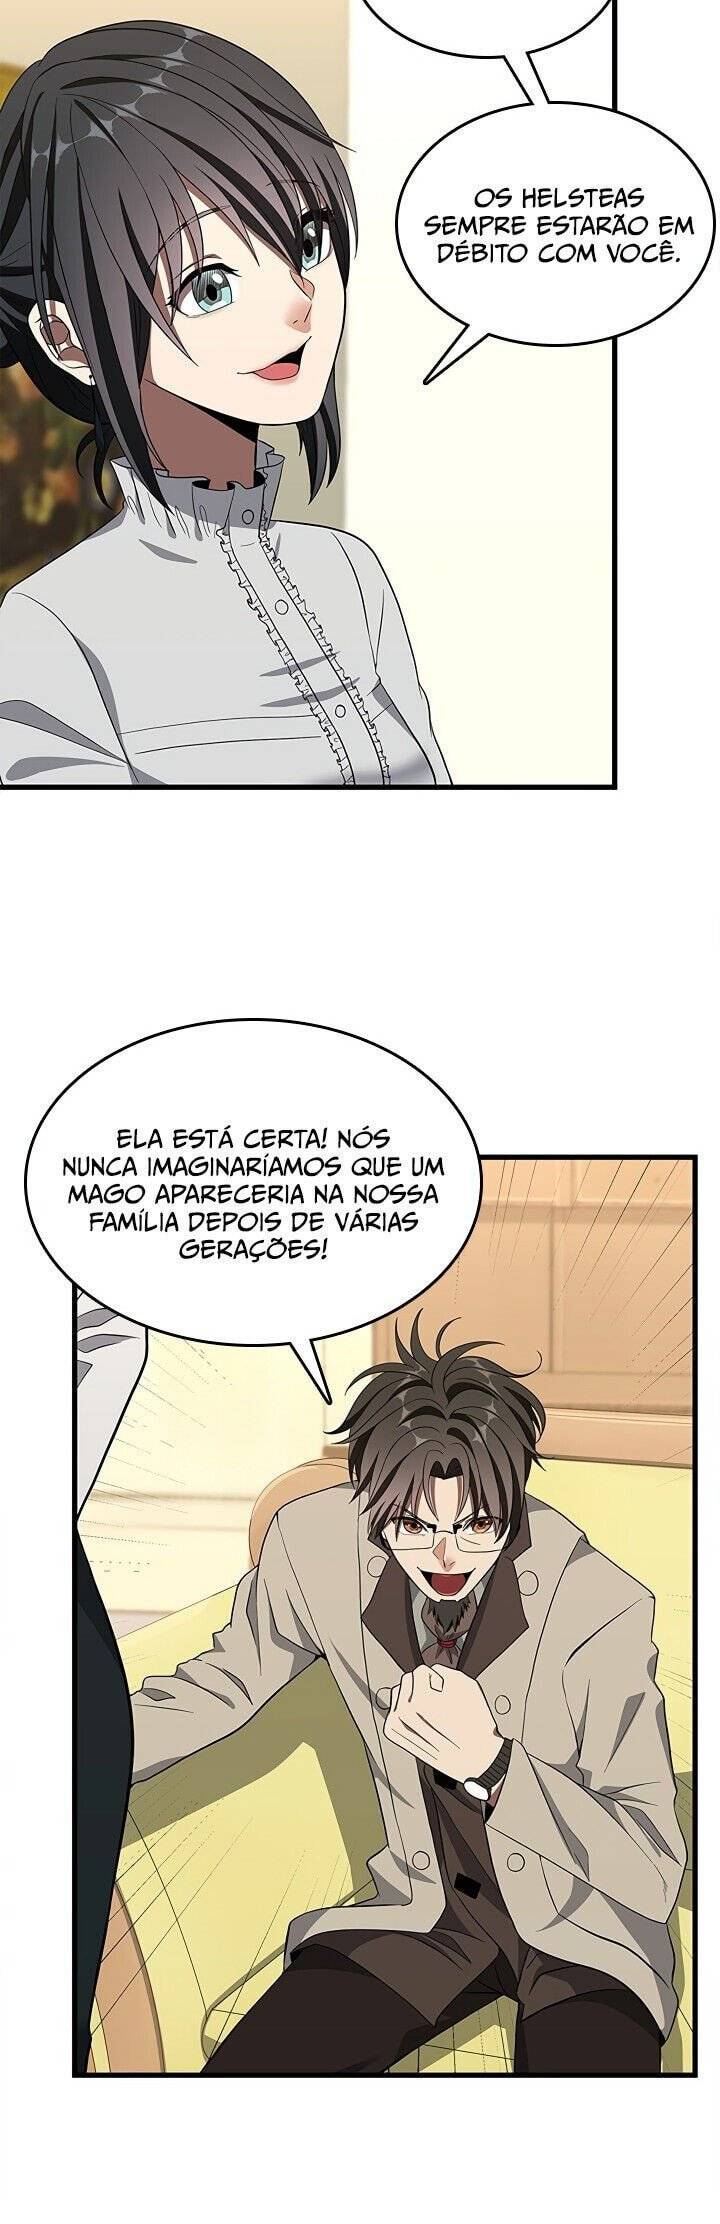 OS HELSTEAS
SEMPRE ESTARÃO EM
DÉBITO COM VOCÊ.
ELA ESTÁ CERTA! NÓS
NUNCA IMAGINARÍAMOS QUE UM
MAGO APARECERIA NA NOSSA
FAMÍLIA DEPOIS DE VÁRIAS
GERAÇÕES!